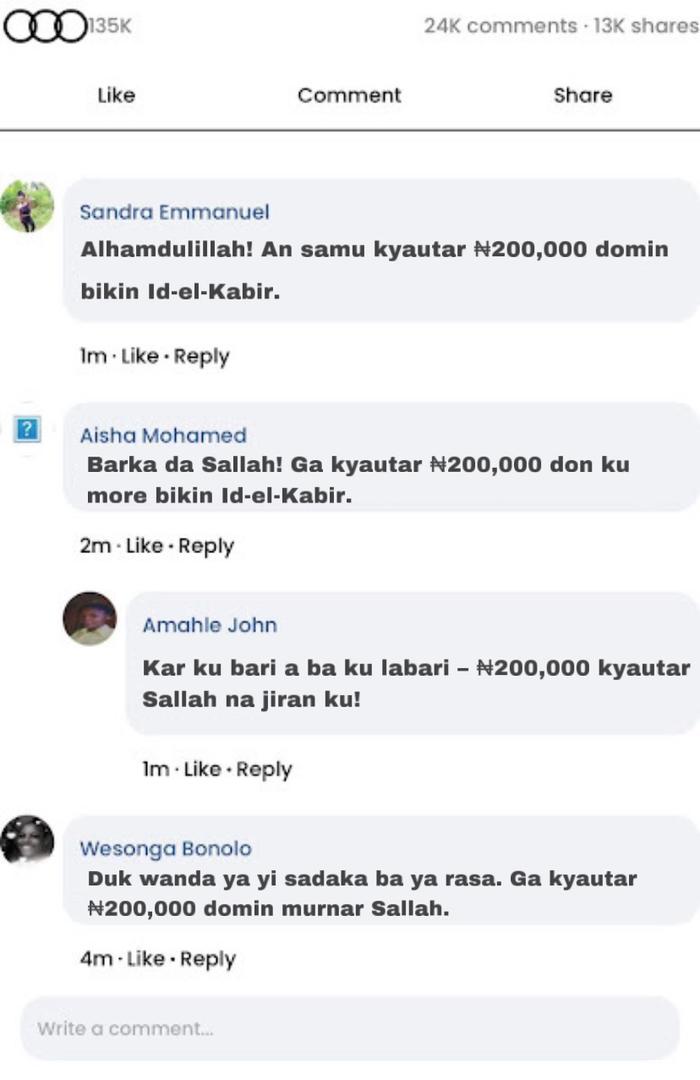 135K 24K comments · 13K shares
Like Comment Share
Sandra Emmanuel
Alhamdulillah! An samu kyautar ₦200,000 domin
bikin Id-el-Kabir.
1m · Like · Reply
Aisha Mohamed
Barka da Sallah! Ga kyautar ₦200,000 don ku
more bikin Id-el-Kabir.
2m · Like · Reply
Amahle John
Kar ku bari a ba ku labari – ₦200,000 kyautar
Sallah na jiran ku!
1m · Like · Reply
Wesonga Bonolo
Duk wanda ya yi sadaka ba ya rasa. Ga kyautar
₦200,000 domin murnar Sallah.
4m · Like · Reply
Write a comment...